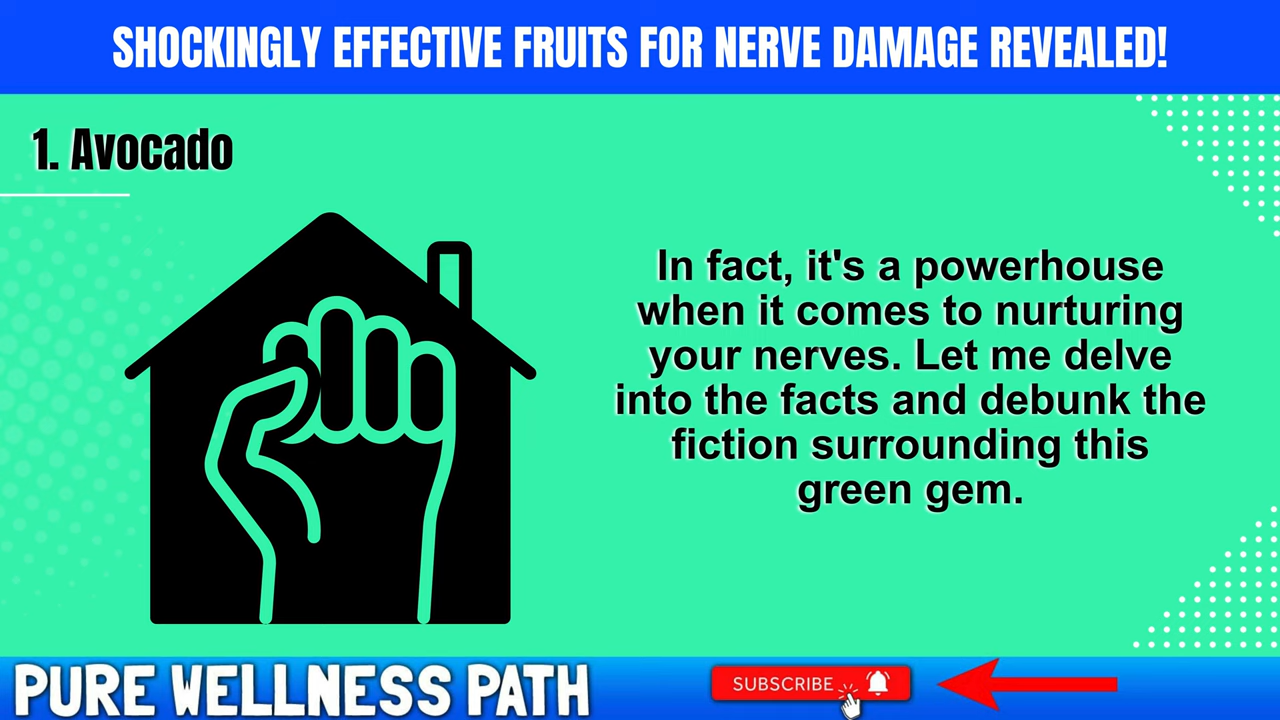 SHOCKINGLY EFFECTIVE FRUITS FOR NERVE DAMAGE REVEALED!
1. Avocado
In fact, it's a powerhouse
when it comes to nurturing
your nerves. Let me delve
into the facts and debunk the
fiction surrounding this
green gem.
PURE WELLNESS PATH
SUBSCRIBE